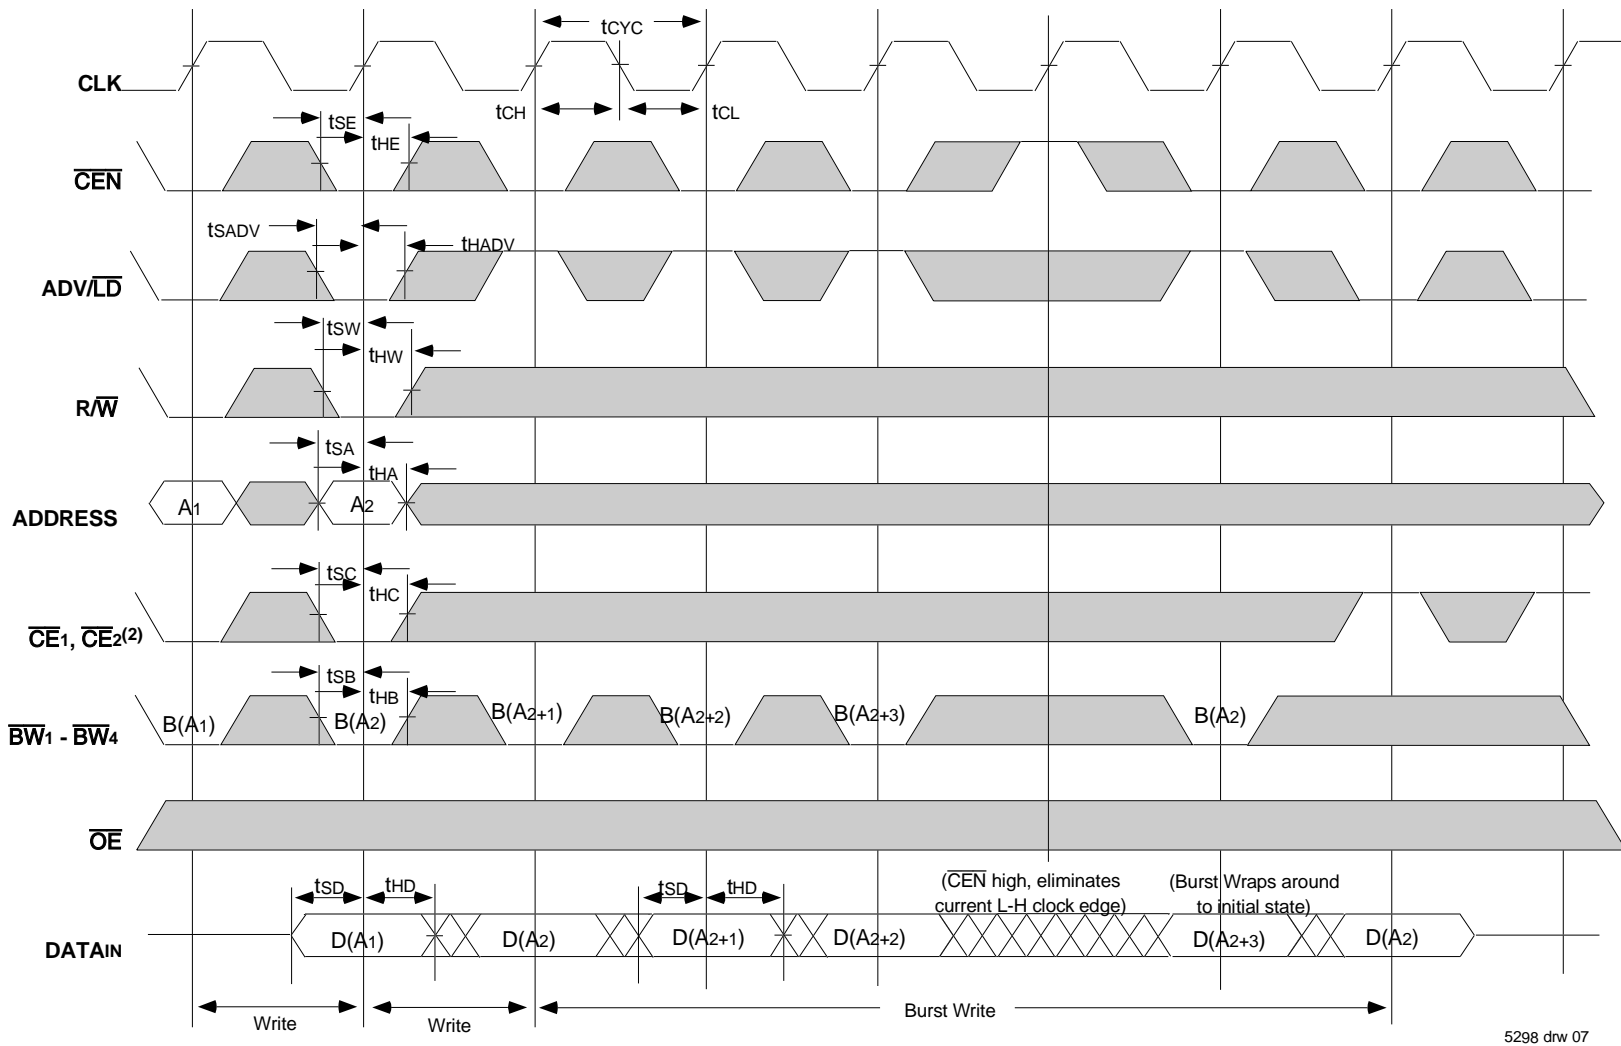 tCYC
CLK
tCH
tCL
tSE
tHE
CEN
tSADV
tHADV
ADV/LD
tSW
tHW
R/W
tSA
tHA
A1
A2
ADDRESS
tSC
tHC
CE1, CE2(2)
tSB
tHB
B(A1)
B(A2)
B(A2+1)
B(A2+2)
B(A2+3)
B(A2)
BW1 - BW4
OE
tSD
tHD
tSD
tHD
(CEN high, eliminates
current L-H clock edge)
(Burst Wraps around
to initial state)
D(A1)
D(A2)
D(A2+1)
D(A2+2)
D(A2+3)
D(A2)
DATAIN
Write
Write
Burst Write
5298 drw 07